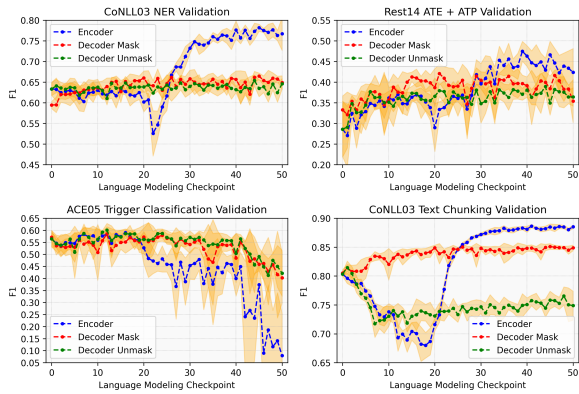 CoNLL03 NER Validation
0.80
0.75
0.70
0.65
0.60
0.55
0.50
0.45
F1
Encoder
Decoder Mask
Decoder Unmask
0 10 20 30 40 50
Language Modeling Checkpoint
Rest14 ATE + ATP Validation
0.55
0.50
0.45
0.40
0.35
0.30
0.25
0.20
F1
Encoder
Decoder Mask
Decoder Unmask
0 10 20 30 40 50
Language Modeling Checkpoint
ACE05 Trigger Classification Validation
0.65
0.60
0.55
0.50
0.45
0.40
0.35
0.30
0.25
0.20
0.15
0.10
0.05
F1
Encoder
Decoder Mask
Decoder Unmask
0 10 20 30 40 50
Language Modeling Checkpoint
CoNLL03 Text Chunking Validation
0.90
0.85
0.80
0.75
0.70
0.65
F1
Encoder
Decoder Mask
Decoder Unmask
0 10 20 30 40 50
Language Modeling Checkpoint